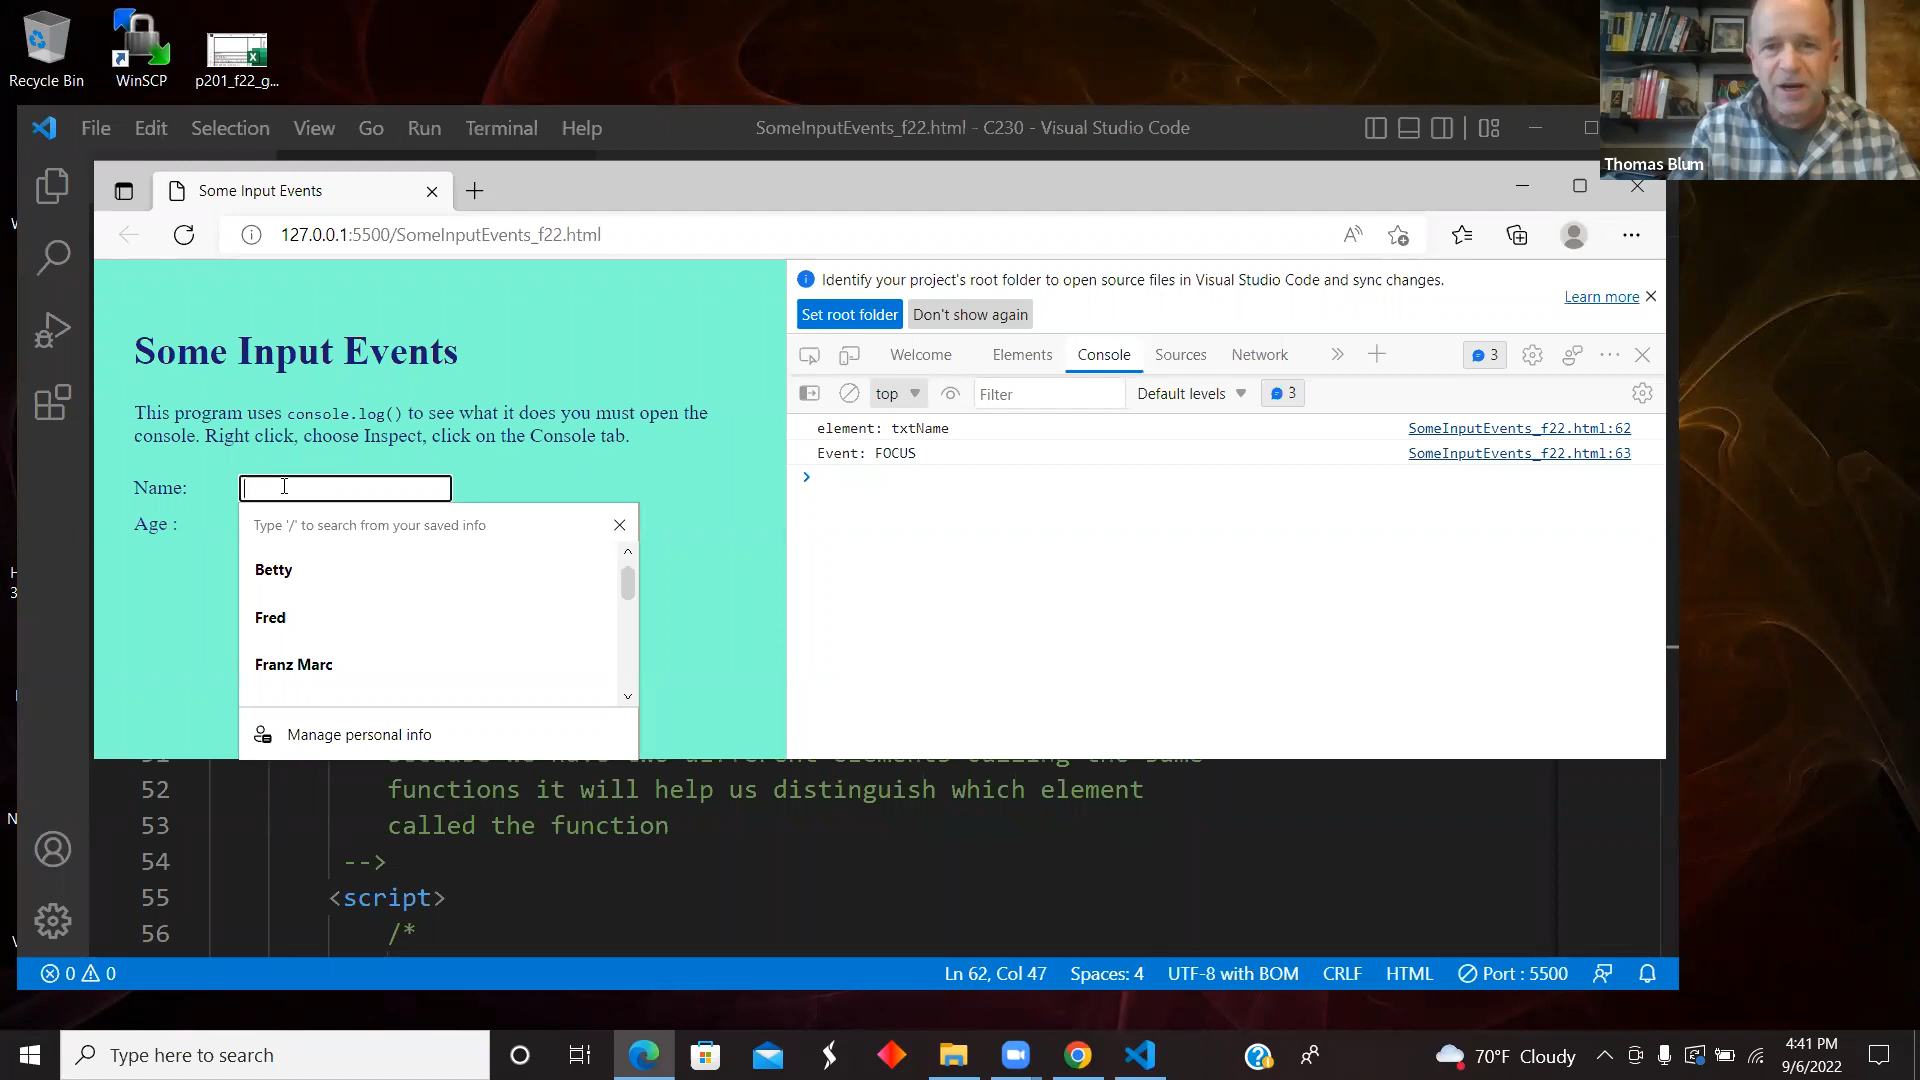 Recycle Bin
WinSCP
p201_f22_g...
Thomas Blum
File Edit Selection View Go Run Terminal Help
SomeInputEvents_f22.html - C230 - Visual Studio Code
Some Input Events
127.0.0.1:5500/SomeInputEvents_f22.html
Some Input Events
This program uses console.log() to see what it does you must open the
console. Right click, choose Inspect, click on the Console tab.
Name:
Age :
Type '/' to search from your saved info
Betty
Fred
Franz Marc
Manage personal info
Identify your project's root folder to open source files in Visual Studio Code and sync changes.
Learn more
Set root folder Don't show again
Welcome Elements Console Sources Network
3
top Filter Default levels 3
element: txtName SomeInputEvents_f22.html:62
Event: FOCUS SomeInputEvents_f22.html:63
52 functions it will help us distinguish which element
53 called the function
54 -->
55 <script>
56 /*
0 0
Ln 62, Col 47 Spaces: 4 UTF-8 with BOM CRLF HTML Port : 5500
Type here to search
70°F Cloudy
4:41 PM
9/6/2022